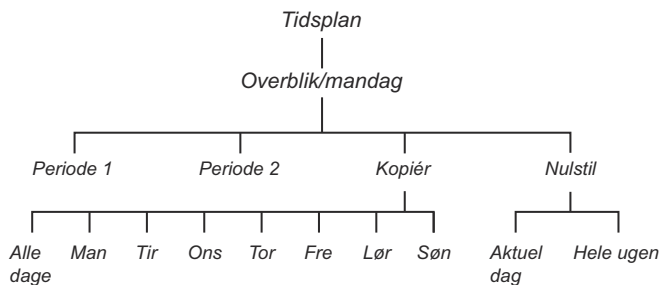 Tidsplan
Overblik/mandag
Periode 1
Periode 2
Kopiér
Nulstil
Alle
dage
Man
Tir
Ons
Tor
Fre
Lør
Søn
Aktuel
dag
Hele ugen